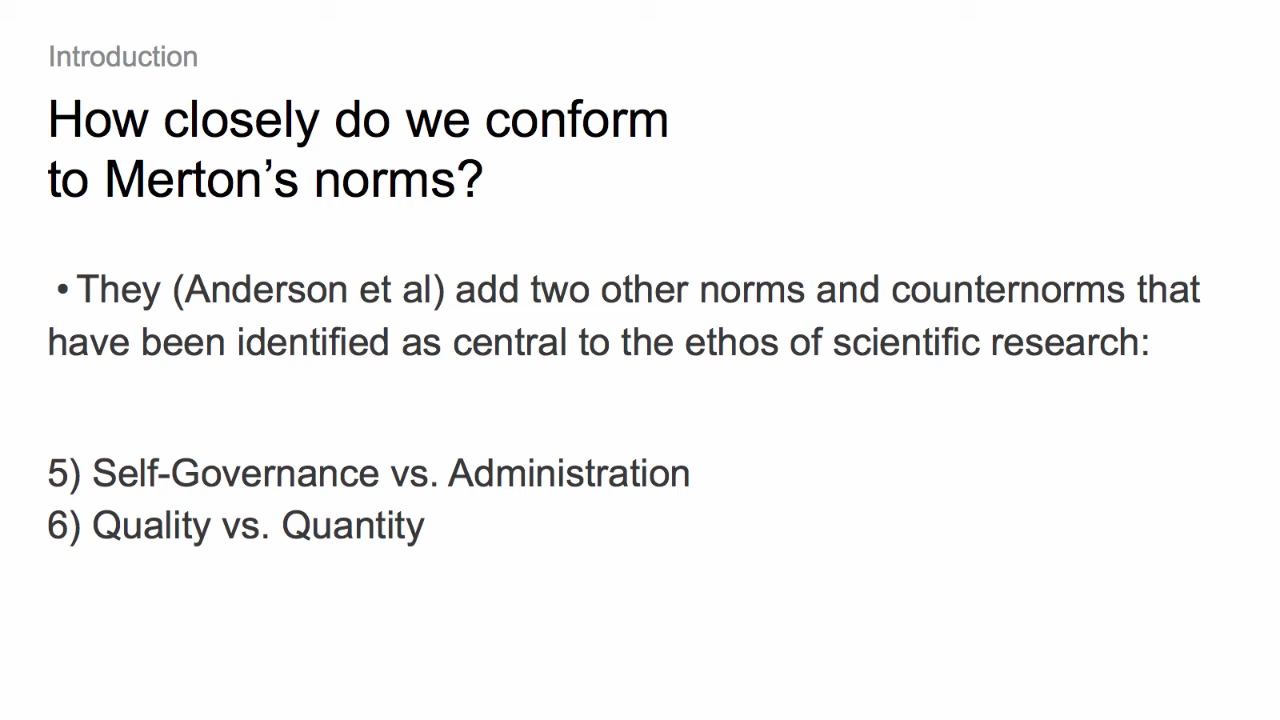 Introduction
How closely do we conform
to Merton’s norms?
• They (Anderson et al) add two other norms and counternorms that
have been identified as central to the ethos of scientific research:
5) Self-Governance vs. Administration
6) Quality vs. Quantity